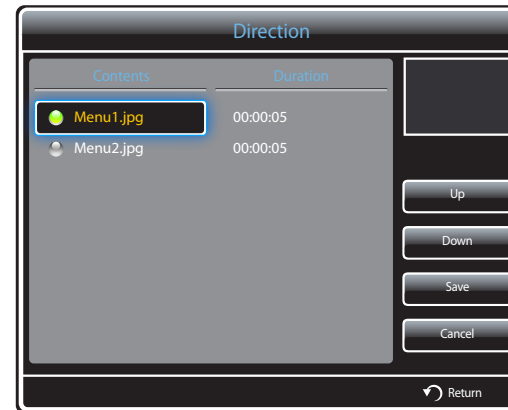 Direction
Contents Duration
Menu1.jpg 00:00:05
Menu2.jpg 00:00:05
Up
Down
Save
Cancel
Return